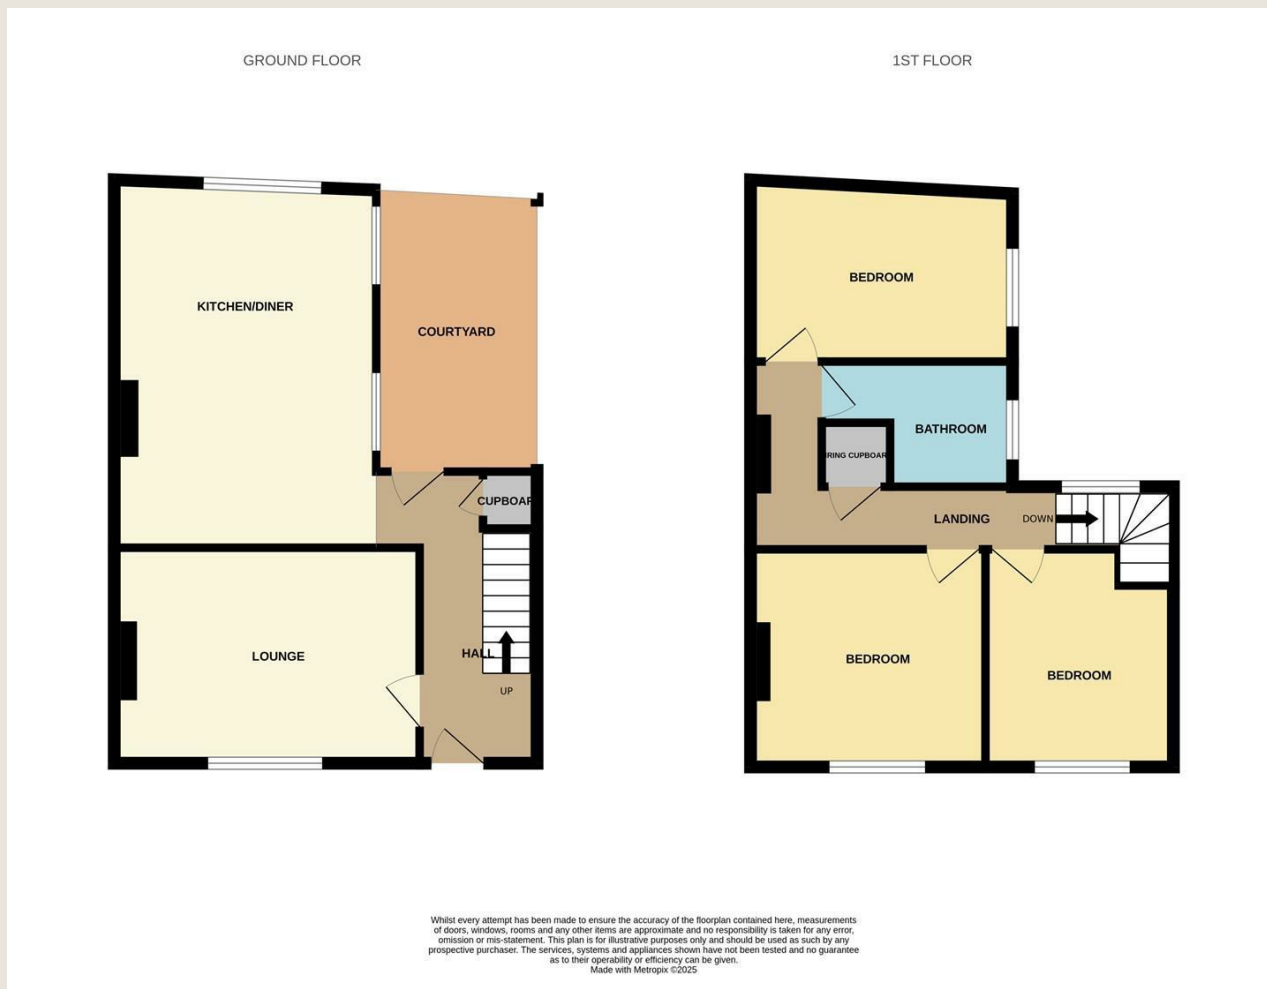 GROUND FLOOR
1ST FLOOR
KITCHEN/DINER
COURTYARD
CUPBOAR
LOUNGE
HALL
UP
BEDROOM
BATHROOM
RING CUPBOAR
LANDING
DOWN
BEDROOM
BEDROOM
Whilst every attempt has been made to ensure the accuracy of the floorplan contained here, measurements
of doors, windows, rooms and any other items are approximate and no responsibility is taken for any error,
omission or mis-statement. This plan is for illustrative purposes only and should be used as such by any
prospective purchaser. The services, systems and appliances shown have not been tested and no guarantee
as to their operability or efficiency can be given.
Made with Metropix ©2025